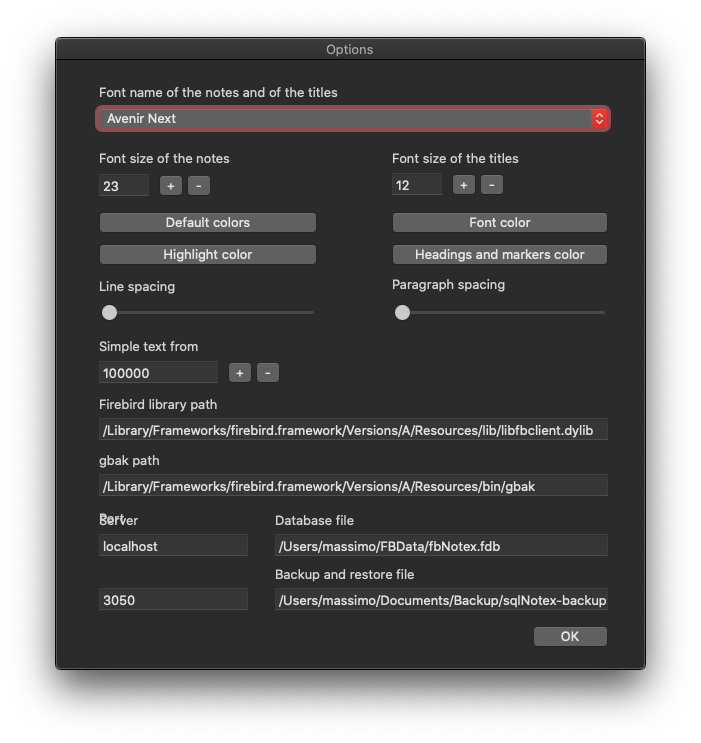 Options
Font name of the notes and of the titles
Avenir Next
Font size of the notes
Font size of the titles
23 + -
12 + -
Default colors
Font color
Highlight color
Headings and markers color
Line spacing
Paragraph spacing
Simple text from
100000 + -
Firebird library path
/Library/Frameworks/firebird.framework/Versions/A/Resources/lib/libfbclient.dylib
gbak path
/Library/Frameworks/firebird.framework/Versions/A/Resources/bin/gbak
Port
Server
Database file
localhost
/Users/massimo/FBData/fbNotex.fdb
Backup and restore file
3050
/Users/massimo/Documents/Backup/sqlNotex-backup
OK